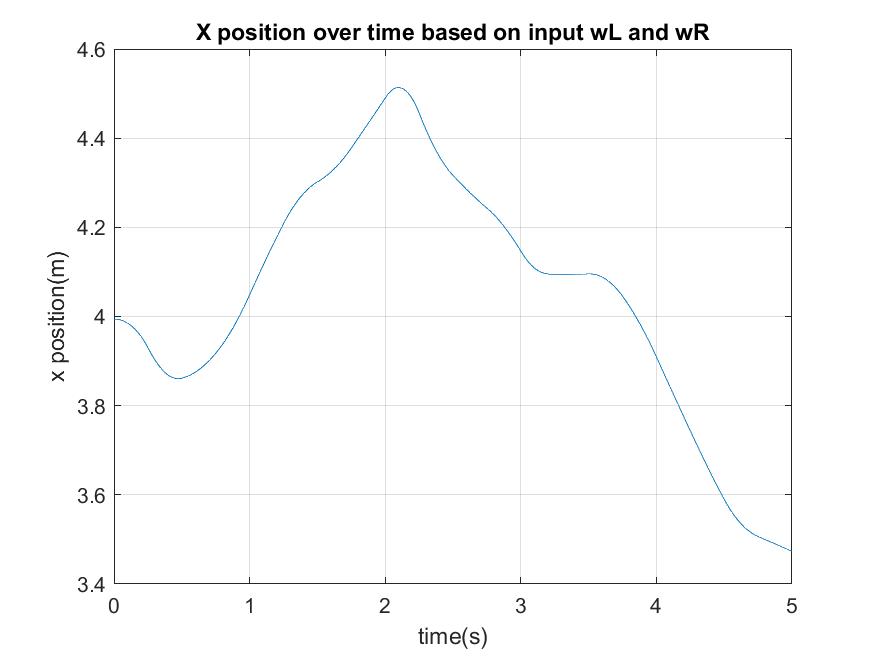 X position over time based on input wL and wR
4.6
4.4
4.2
4
3.8
3.6
3.4
x position(m)
0 1 2 3 4 5
time(s)